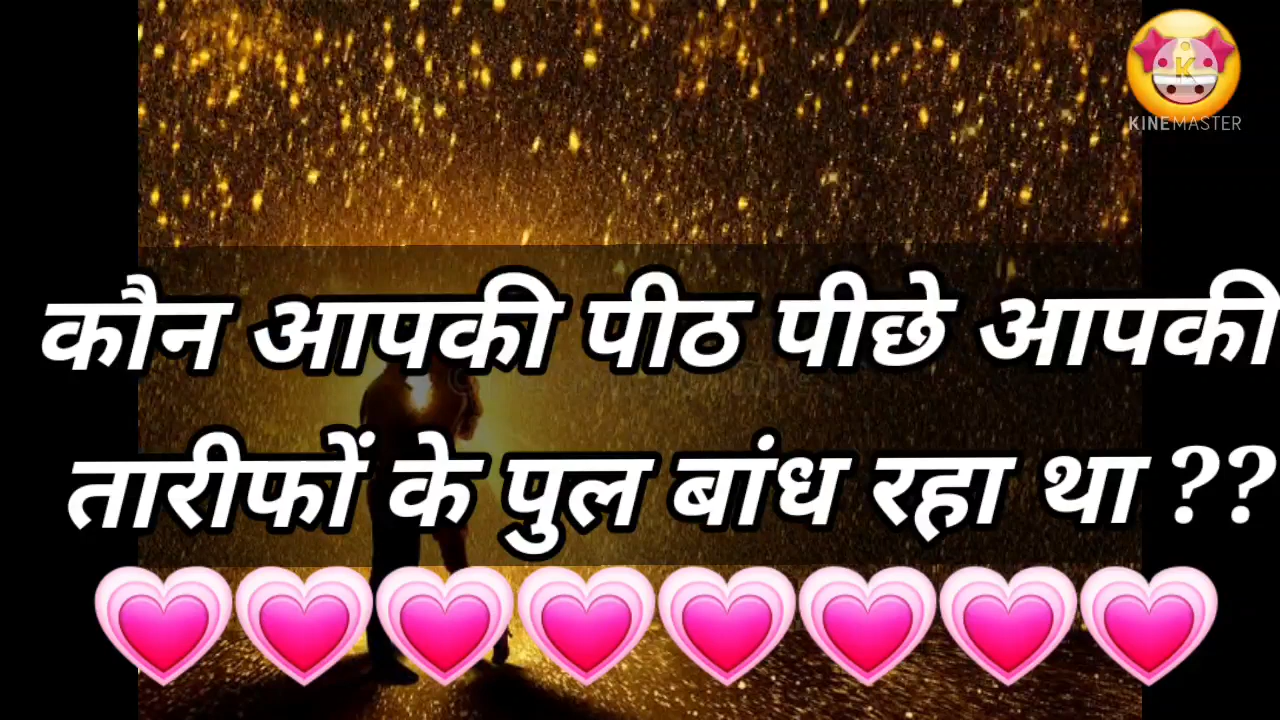 KINEMASTER
कौन आपकी पीठ पीछे आपकी
तारीफों के पुल बांध रहा था ??